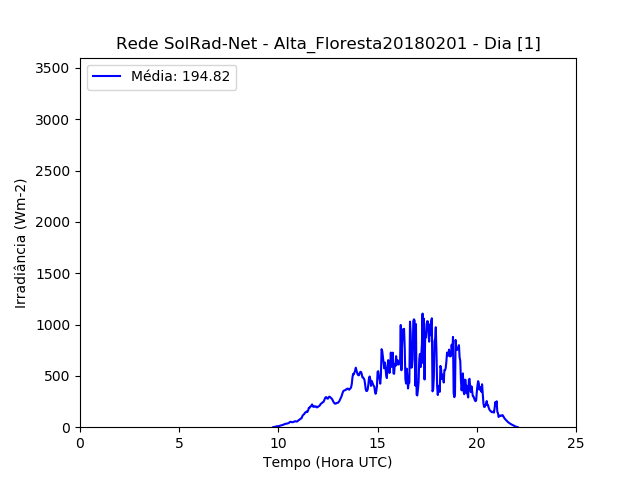 Rede SolRad-Net - Alta_Floresta20180201 - Dia [1]
Média: 194.82
3500
3000
2500
2000
1500
1000
500
0
Irradiância (Wm-2)
0 5 10 15 20 25
Tempo (Hora UTC)